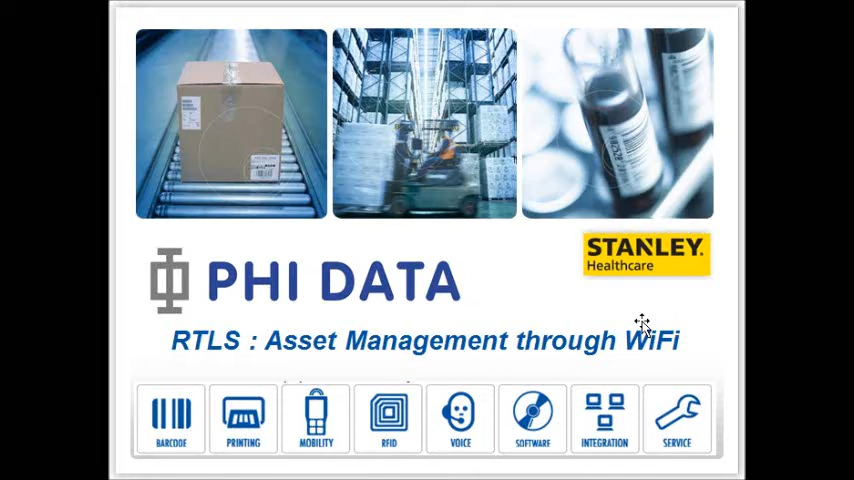 PHI DATA
STANLEY.
Healthcare
RTLS : Asset Management through WiFi
BARCODE
PRINTING
MOBILITY
RFID
VOICE
SOFTWARE
INTEGRATION
SERVICE